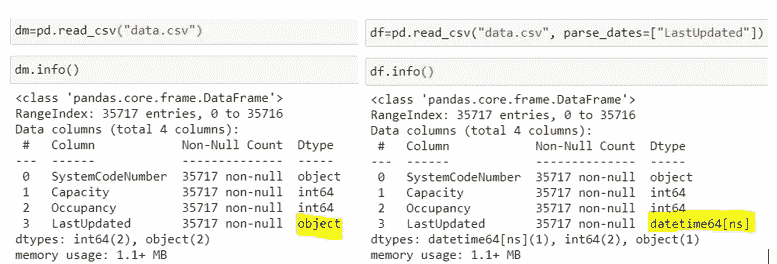 dm=pd.read_csv("data.csv")
dm.info()
<class 'pandas.core.frame.DataFrame'>
RangeIndex: 35717 entries, 0 to 35716
Data columns (total 4 columns):
 #   Column            Non-Null Count  Dtype
---  ------            --------------  -----
 0   SystemCodeNumber  35717 non-null  object
 1   Capacity          35717 non-null  int64
 2   Occupancy         35717 non-null  int64
 3   LastUpdated       35717 non-null  object
dtypes: int64(2), object(2)
memory usage: 1.1+ MB
df=pd.read_csv("data.csv", parse_dates=["LastUpdated"])
df.info()
<class 'pandas.core.frame.DataFrame'>
RangeIndex: 35717 entries, 0 to 35716
Data columns (total 4 columns):
 #   Column            Non-Null Count  Dtype
---  ------            --------------  -----
 0   SystemCodeNumber  35717 non-null  object
 1   Capacity          35717 non-null  int64
 2   Occupancy         35717 non-null  int64
 3   LastUpdated       35717 non-null  datetime64[ns]
dtypes: datetime64[ns](1), int64(2), object(1)
memory usage: 1.1+ MB